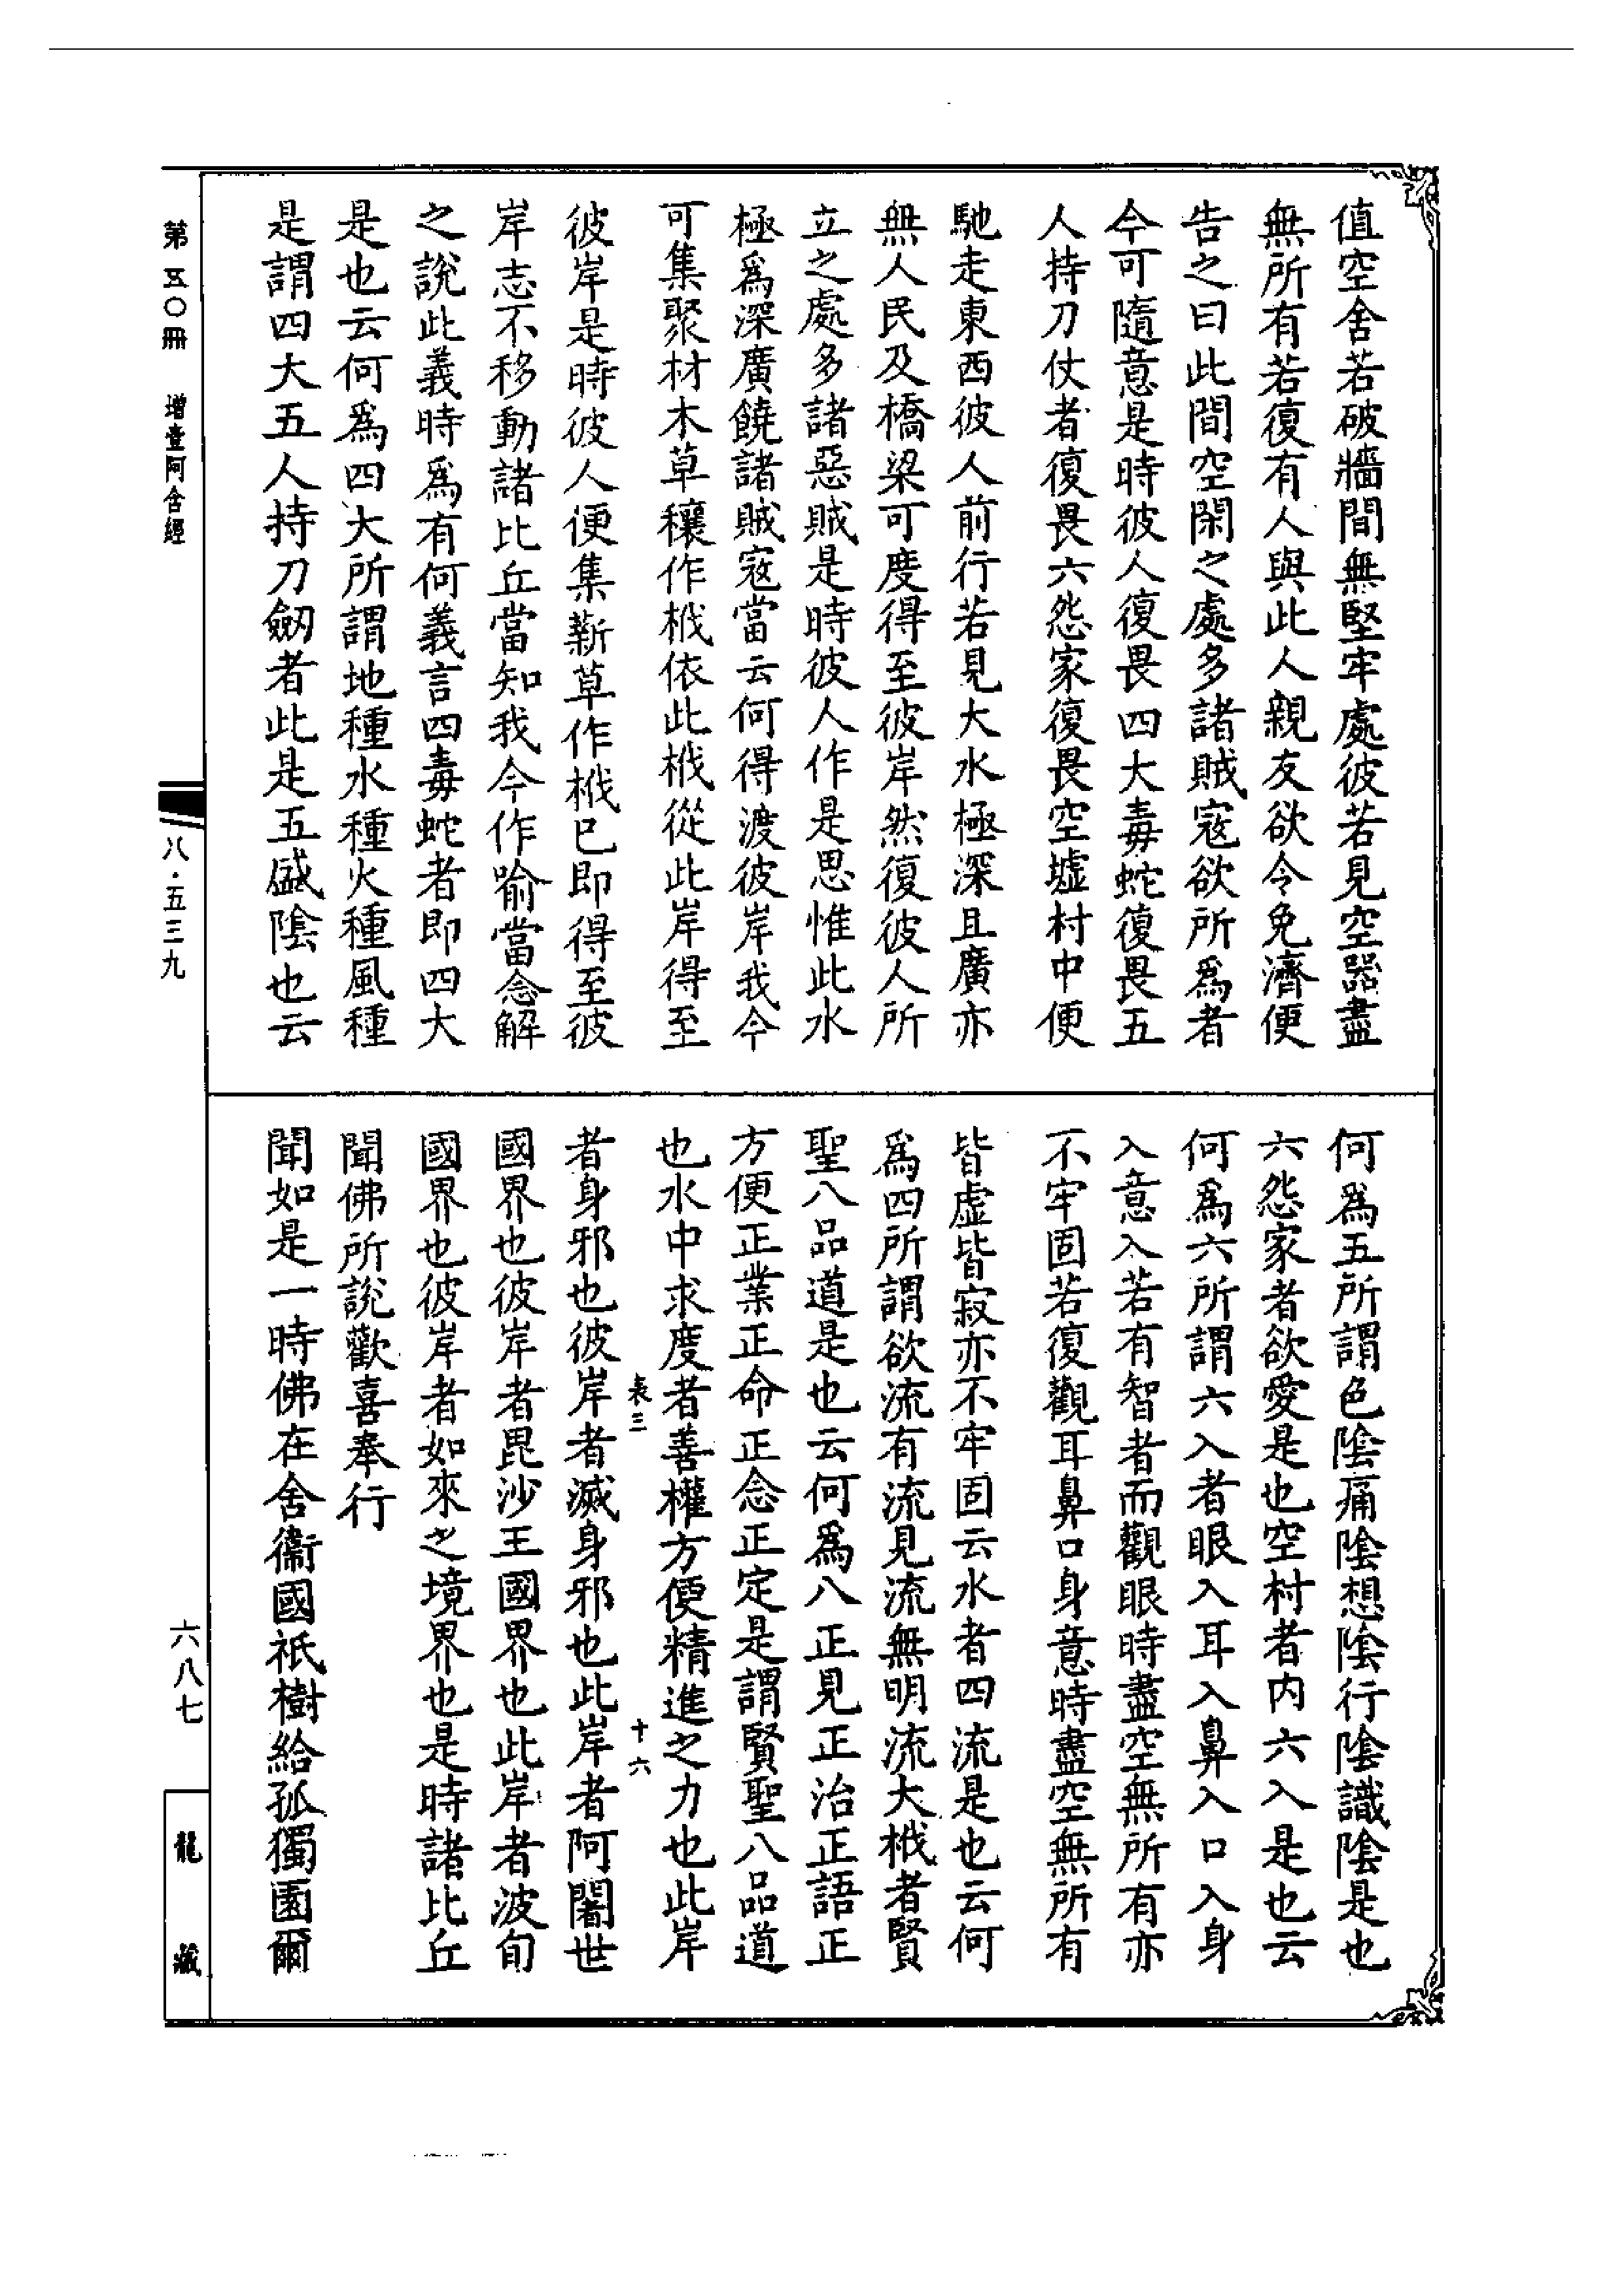 值空舍若破牆間無堅牢處彼若見空器盡
無所有若復有人與此人親友欲令免濟便
告之曰此間空閑之處多諸賊寇欲所爲者
今可隨意是時彼人復畏四大毒蛇復畏五
人持刀仗者復畏六怨家復畏空墟村中便
馳走東西彼人前行若見大水極深且廣亦
無人民及橋梁可度得至彼岸然復彼人所
立之處多諸惡賊是時彼人作是思惟此水
極爲深廣饒諸賊寇當云何得渡彼岸我今
可集聚材木草穰作栰依此栰從此岸得至
彼岸是時彼人便集薪草作栰已即得至彼
岸志不移動諸比丘當知我今作喻當念解
之說此義時爲有何義言四毒蛇者即四大
是也云何爲四大所謂地種水種火種風種
是謂四大五人持刀劒者此是五盛陰也云
何爲五所謂色陰痛陰想陰行陰識陰是也
六怨家者欲愛是也空村者内六入是也云
何爲六所謂六入者眼入耳入鼻入口入身
入意入若有智者而觀眼時盡空無所有亦
不牢固若復觀耳鼻口身意時盡空無所有
皆虛皆寂亦不牢固云水者四流是也云何
爲四所謂欲流有流見流無明流大栰者賢
聖八品道是也云何爲八正見正治正語正
方便正業正命正念正定是謂賢聖八品道
也水中求度者善權方便精進之力也此岸
表三 十六
者身邪也彼岸者滅身邪也此岸者阿闍世
國界也彼岸者毘沙王國界也此岸者波旬
國界也彼岸者如來之境界也是時諸比丘
聞佛所說歡喜奉行
聞如是一時佛在舍衞國祇樹給孤獨園爾
第五〇冊 增壹阿含經
八·五三九
六八七
龍藏